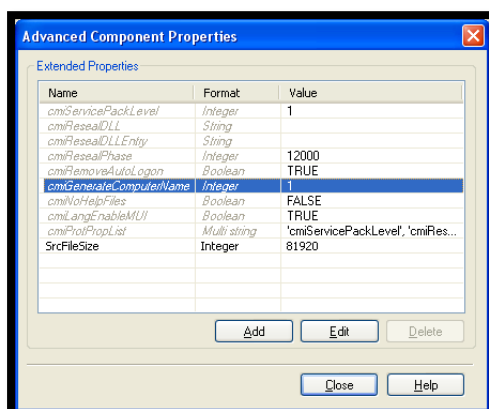 Advanced Component Properties
Extended Properties
Name Format Value
cmiServicePackLevel Integer 1
cmiResealDLL String
cmiResealDLLEntry String
cmiResealPhase Integer 12000
cmiRemoveAutoLogon Boolean TRUE
cmiGenerateComputerName Integer 1
cmiNoHelpFiles Boolean FALSE
cmiLangEnableMUI Boolean TRUE
cmiProtPropList Multi string 'cmiServicePackLevel', 'cmiRes...
SrcFileSize Integer 81920
Add Edit Delete
Close Help